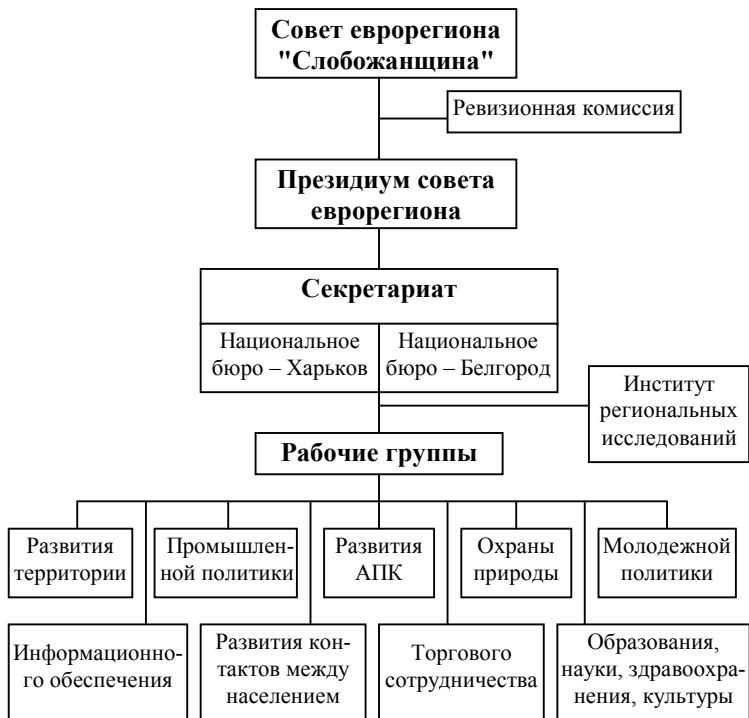 Совет еврорегиона
"Слобожанщина"
Ревизионная комиссия
Президиум совета
еврорегиона
Секретариат
Национальное
бюро – Харьков
Национальное
бюро – Белгород
Институт
региональных
исследований
Рабочие группы
Развития
территории
Промышлен-
ной политики
Развития
АПК
Охраны
природы
Молодежной
политики
Информационно-
го обеспечения
Развития кон-
тактов между
населением
Торгового
сотрудничества
Образования,
науки, здравоохра-
нения, культуры